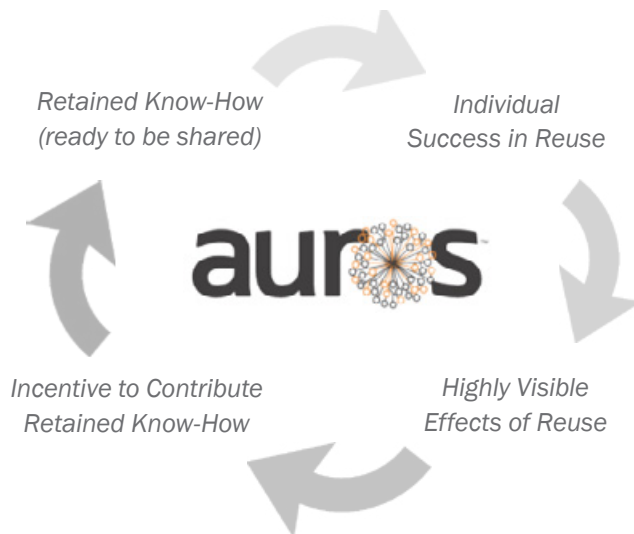 Retained Know-How
(ready to be shared)
Individual
Success in Reuse
auros
Incentive to Contribute
Retained Know-How
Highly Visible
Effects of Reuse